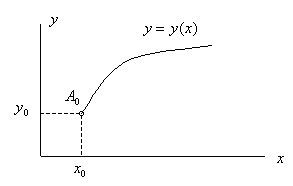 y
y = y(x)
A₀
y₀
x₀
x